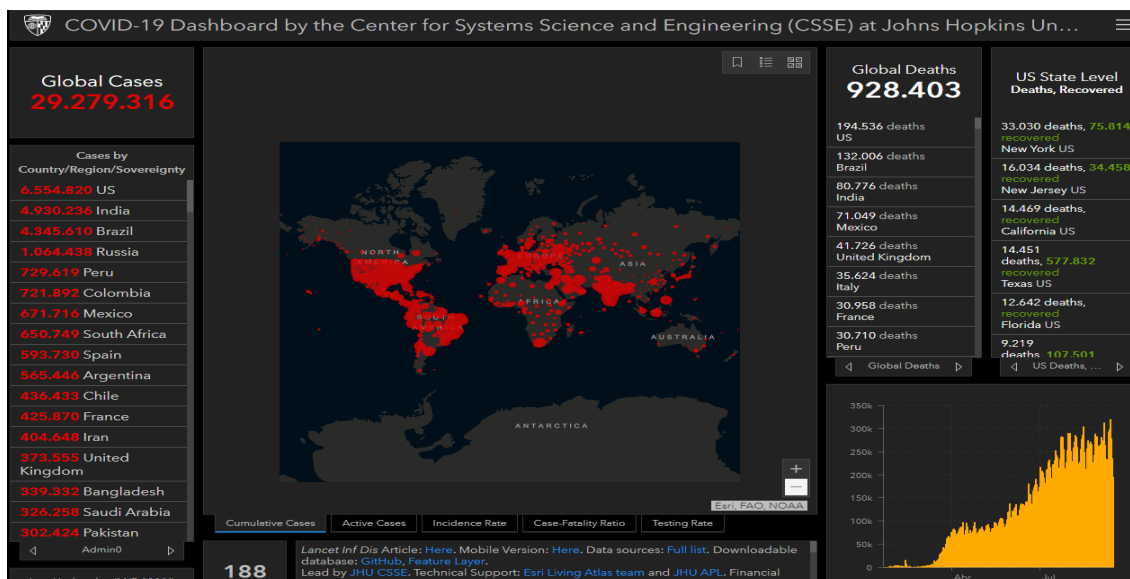 COVID-19 Dashboard by the Center for Systems Science and Engineering (CSSE) at Johns Hopkins Un...
Global Cases
29.279.316
Cases by
Country/Region/Sovereignty
6.554.820 US
4.930.236 India
4.345.610 Brazil
1.064.438 Russia
729.619 Peru
721.892 Colombia
671.716 Mexico
650.749 South Africa
593.730 Spain
565.446 Argentina
436.433 Chile
425.870 France
404.648 Iran
373.555 United
Kingdom
339.332 Bangladesh
326.258 Saudi Arabia
302.424 Pakistan
Admin0
NORTH
AMERICA
SOUTH
AMERICA
EUROPE
AFRICA
ASIA
AUSTRALIA
ANTARCTICA
Esri, FAO, NOAA
Cumulative Cases
Active Cases
Incidence Rate
Case-Fatality Ratio
Testing Rate
188
Lancet Inf Dis Article: Here. Mobile Version: Here. Data sources: Full list. Downloadable
database: GitHub, Feature Layer.
Lead by JHU CSSE. Technical Support: Esri Living Atlas team and JHU APL. Financial
Global Deaths
928.403
194.536 deaths
US
132.006 deaths
Brazil
80.776 deaths
India
71.049 deaths
Mexico
41.726 deaths
United Kingdom
35.624 deaths
Italy
30.958 deaths
France
30.710 deaths
Peru
Global Deaths
US State Level
Deaths, Recovered
33.030 deaths, 75.814
recovered
New York US
16.034 deaths, 34.458
recovered
New Jersey US
14.469 deaths,
recovered
California US
14.451
deaths, 577.832
recovered
Texas US
12.642 deaths,
recovered
Florida US
9.219
deaths, 107.501
US Deaths, ...
350k
300k
250k
200k
150k
100k
50k
0
Abr
Jul